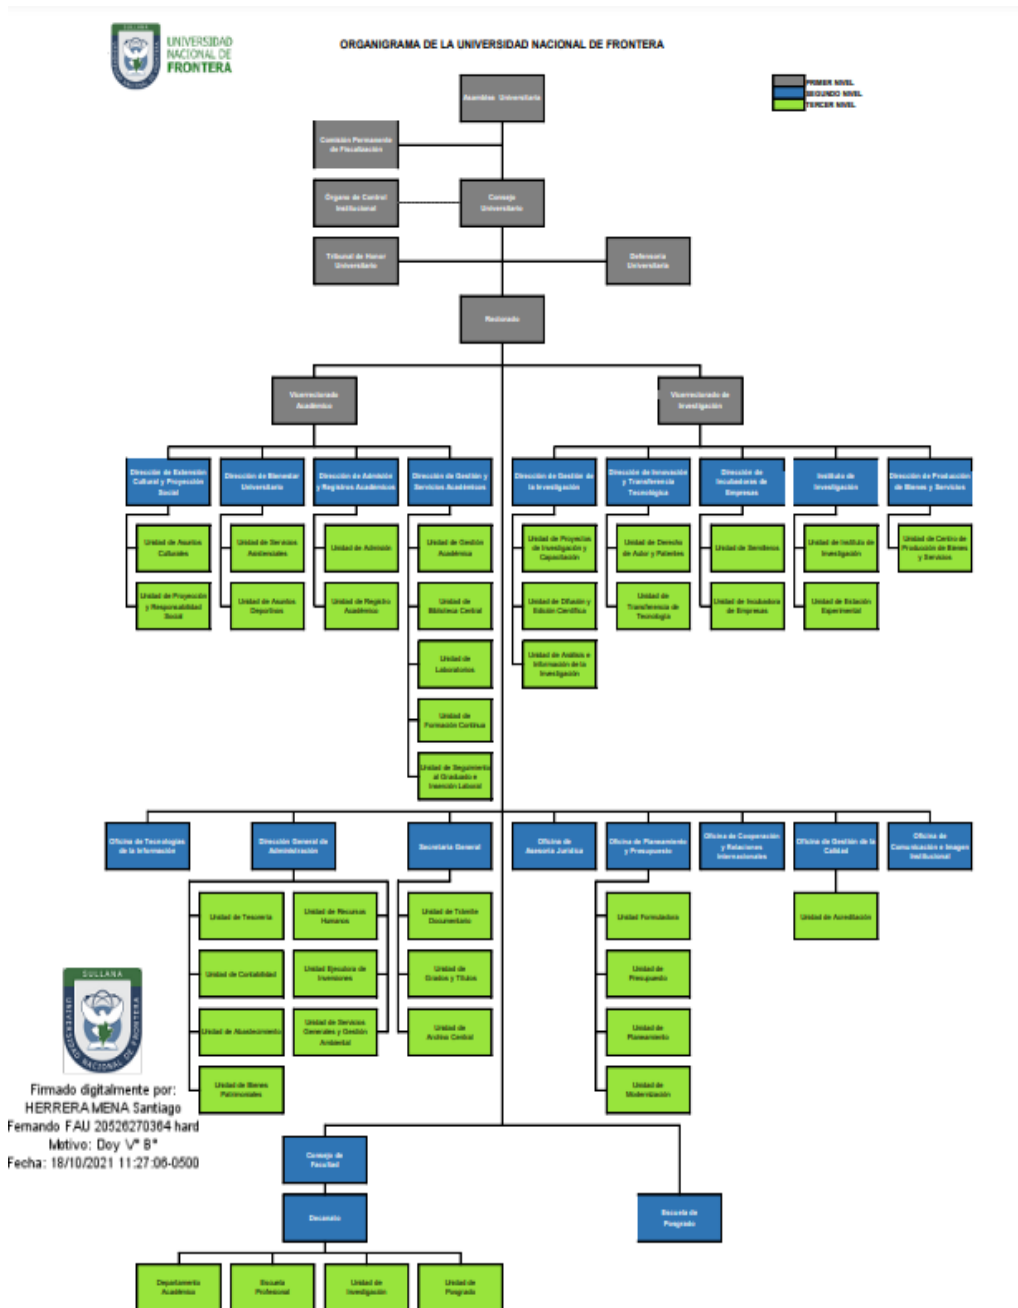 SULLANA
UNIVERSIDAD
NACIONAL DE
FRONTERA
ORGANIGRAMA DE LA UNIVERSIDAD NACIONAL DE FRONTERA
PRIMER NIVEL
SEGUNDO NIVEL
TERCER NIVEL
Asamblea Universitaria
Comisión Permanente
de Fiscalización
Órgano de Control
Institucional
Consejo
Universitario
Tribunal de Honor
Universitario
Defensoría
Universitaria
Rectorado
Vicerrectorado
Académico
Vicerrectorado de
Investigación
Dirección de Extensión
Cultural y Proyección
Social
Dirección de Bienestar
Universitario
Dirección de Admisión
y Registros Académicos
Dirección de Gestión y
Servicios Académicos
Dirección de Gestión de
la Investigación
Dirección de Innovación
y Transferencia
Tecnológica
Dirección de
Incubadoras de
Empresas
Instituto de
Investigación
Dirección de Producción
de Bienes y Servicios
Unidad de Asuntos
Culturales
Unidad de Servicios
Asistenciales
Unidad de Admisión
Unidad de Gestión
Académica
Unidad de Proyectos
de Investigación y
Capacitación
Unidad de Derecho
de Autor y Patentes
Unidad de Semilleros
Unidad de Instituto de
Investigación
Unidad de Centro de
Producción de Bienes
y Servicios
Unidad de Proyección
y Responsabilidad
Social
Unidad de Asuntos
Deportivos
Unidad de Registro
Académico
Unidad de
Biblioteca Central
Unidad de Difusión y
Edición Científica
Unidad de
Transferencia de
Tecnología
Unidad de Incubadora
de Empresas
Unidad de Estación
Experimental
Unidad de
Laboratorios
Unidad de Análisis e
Información de la
Investigación
Unidad de
Formación Continua
Unidad de Seguimiento
al Graduado e
Inserción Laboral
Oficina de Tecnologías
de la Información
Dirección General de
Administración
Secretaría General
Oficina de
Asesoría Jurídica
Oficina de Planeamiento
y Presupuesto
Oficina de Cooperación
y Relaciones
Internacionales
Oficina de Gestión de la
Calidad
Oficina de
Comunicación e Imagen
Institucional
Unidad de Tesorería
Unidad de Recursos
Humanos
Unidad de Trámite
Documentario
Unidad Formuladora
Unidad de Acreditación
Unidad de Contabilidad
Unidad Ejecutora de
Inversiones
Unidad de
Grados y Títulos
Unidad de
Presupuesto
Unidad de Abastecimiento
Unidad de Servicios
Generales y Gestión
Ambiental
Unidad de
Archivo Central
Unidad de
Planeamiento
Unidad de Bienes
Patrimoniales
Unidad de
Modernización
SULLANA
UNIVERSIDAD NACIONAL DE FRONTERA
Firmado digitalmente por:
HERRERA MENA Santiago
Fernando FAU 20526270364 hard
Motivo: Doy V° B°
Fecha: 18/10/2021 11:27:06-0500
Consejo de
Facultad
Decanato
Escuela de
Posgrado
Departamento
Académico
Escuela
Profesional
Unidad de
Investigación
Unidad de
Posgrado